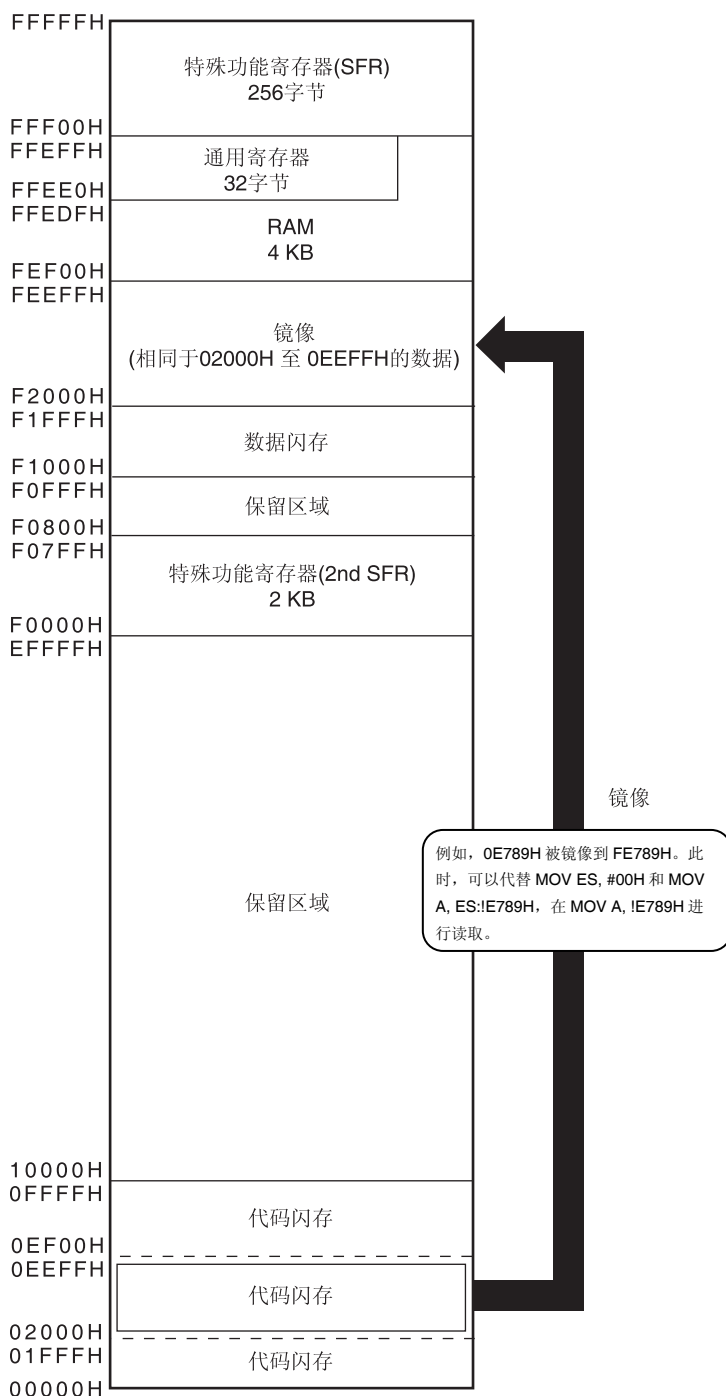 FFFFFH
特殊功能寄存器(SFR)
256字节
FFF00H
FFEFFH
通用寄存器
32字节
FFEE0H
FFEDFH
RAM
4 KB
FEF00H
FEEFFH
镜像
(相同于02000H 至 0EEFFH的数据)
F2000H
F1FFFH
数据闪存
F1000H
F0FFFH
保留区域
F0800H
F07FFH
特殊功能寄存器(2nd SFR)
2 KB
F0000H
EFFFFH
镜像
例如，0E789H 被镜像到 FE789H。此
时，可以代替 MOV ES, #00H 和 MOV
A, ES:!E789H，在 MOV A, !E789H 进
行读取。
保留区域
10000H
0FFFFH
代码闪存
0EF00H
0EEFFH
代码闪存
02000H
01FFFH
代码闪存
00000H